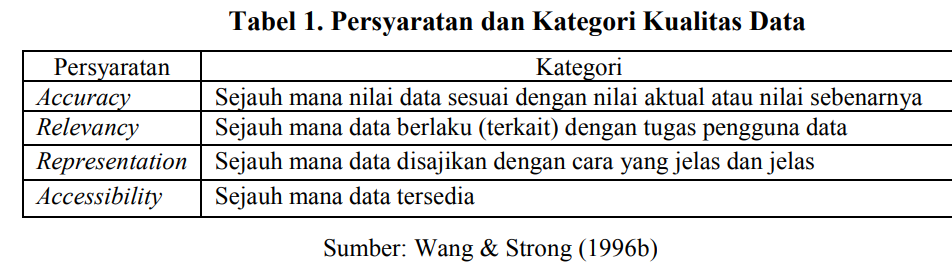 Tabel 1. Persyaratan dan Kategori Kualitas Data
Persyaratan Kategori
Accuracy Sejauh mana nilai data sesuai dengan nilai aktual atau nilai sebenarnya
Relevancy Sejauh mana data berlaku (terkait) dengan tugas pengguna data
Representation Sejauh mana data disajikan dengan cara yang jelas dan jelas
Accessibility Sejauh mana data tersedia
Sumber: Wang & Strong (1996b)